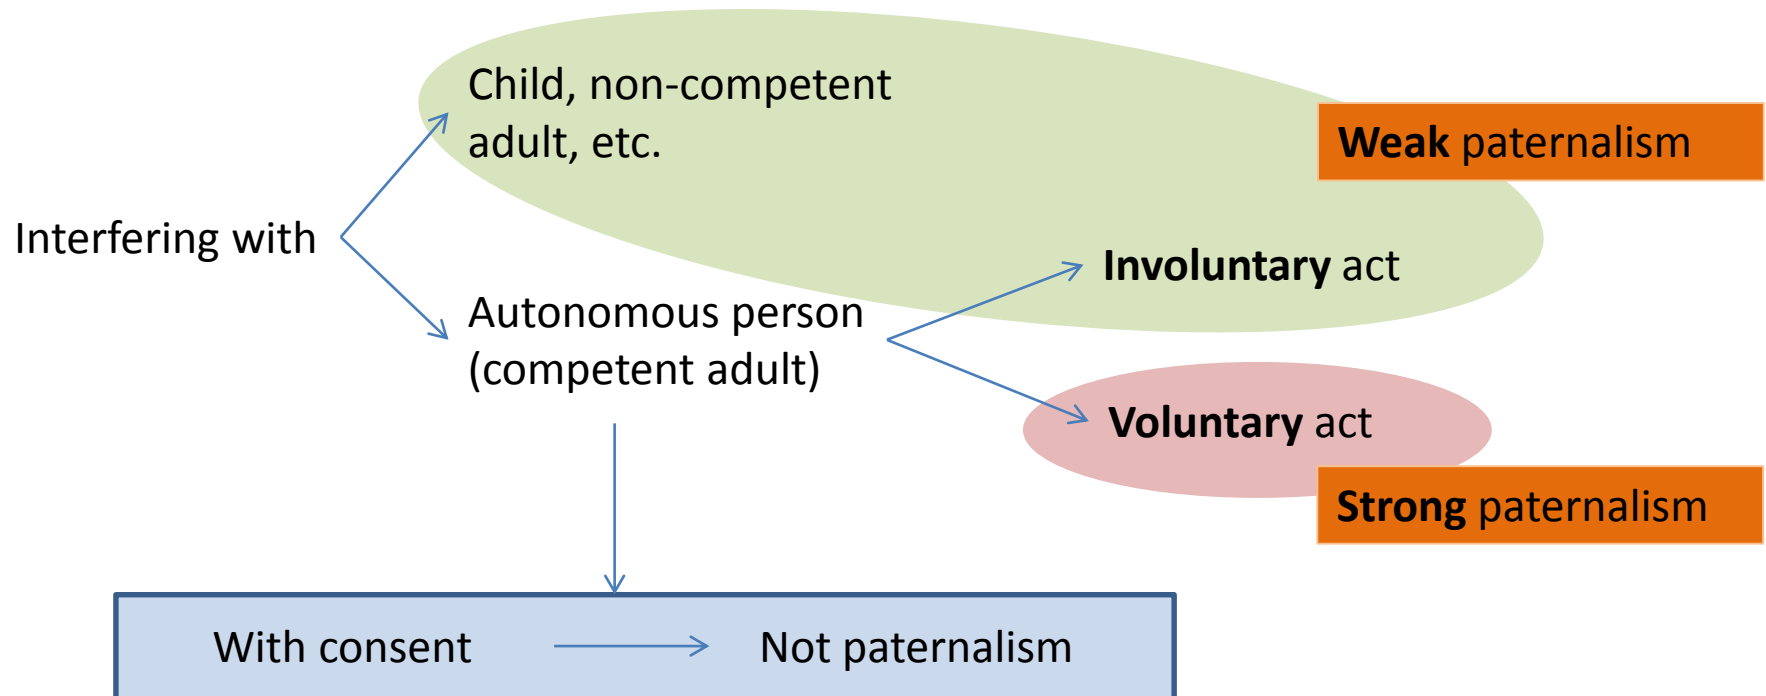 Child, non-competent
adult, etc.
Weak paternalism
Interfering with
Involuntary act
Autonomous person
(competent adult)
Voluntary act
Strong paternalism
With consent
Not paternalism